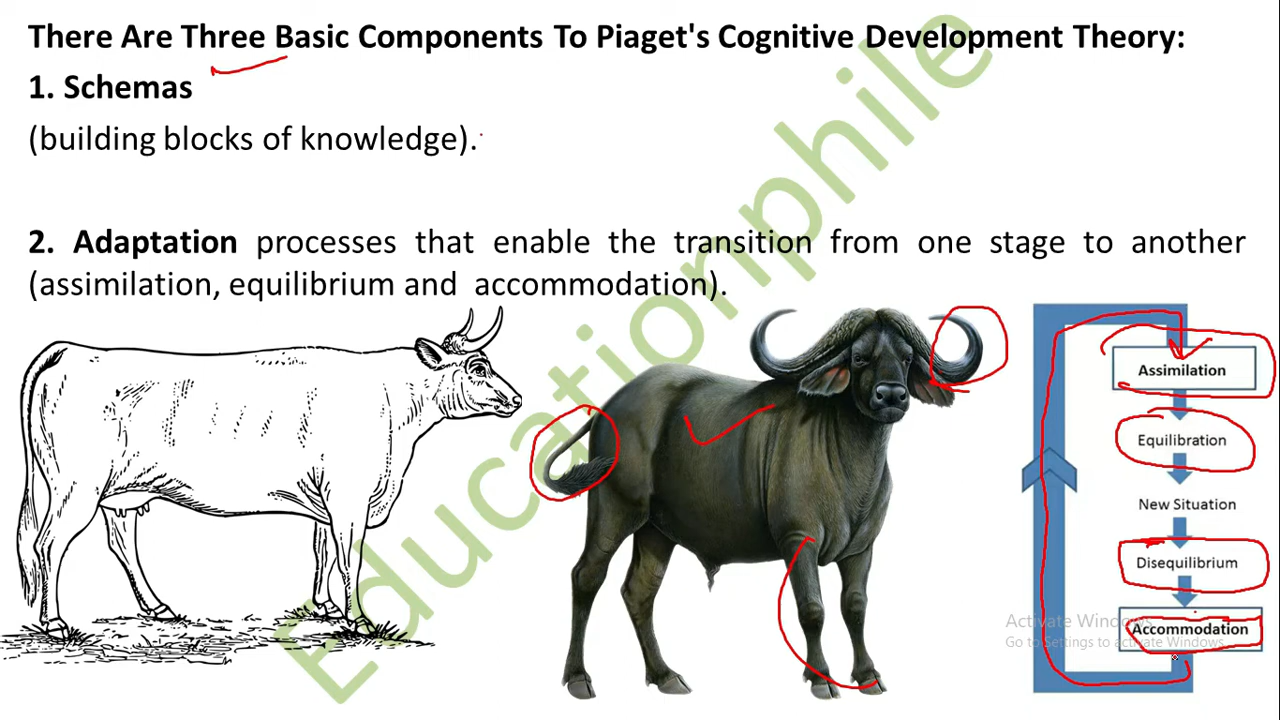 There Are Three Basic Components To Piaget's Cognitive Development Theory:
1. Schemas
(building blocks of knowledge).
2. Adaptation processes that enable the transition from one stage to another
(assimilation, equilibrium and accommodation).
Assimilation
Equilibration
New Situation
Disequilibrium
Accommodation
Educationphile
Activate Windows
Go to Settings to activate Windows.